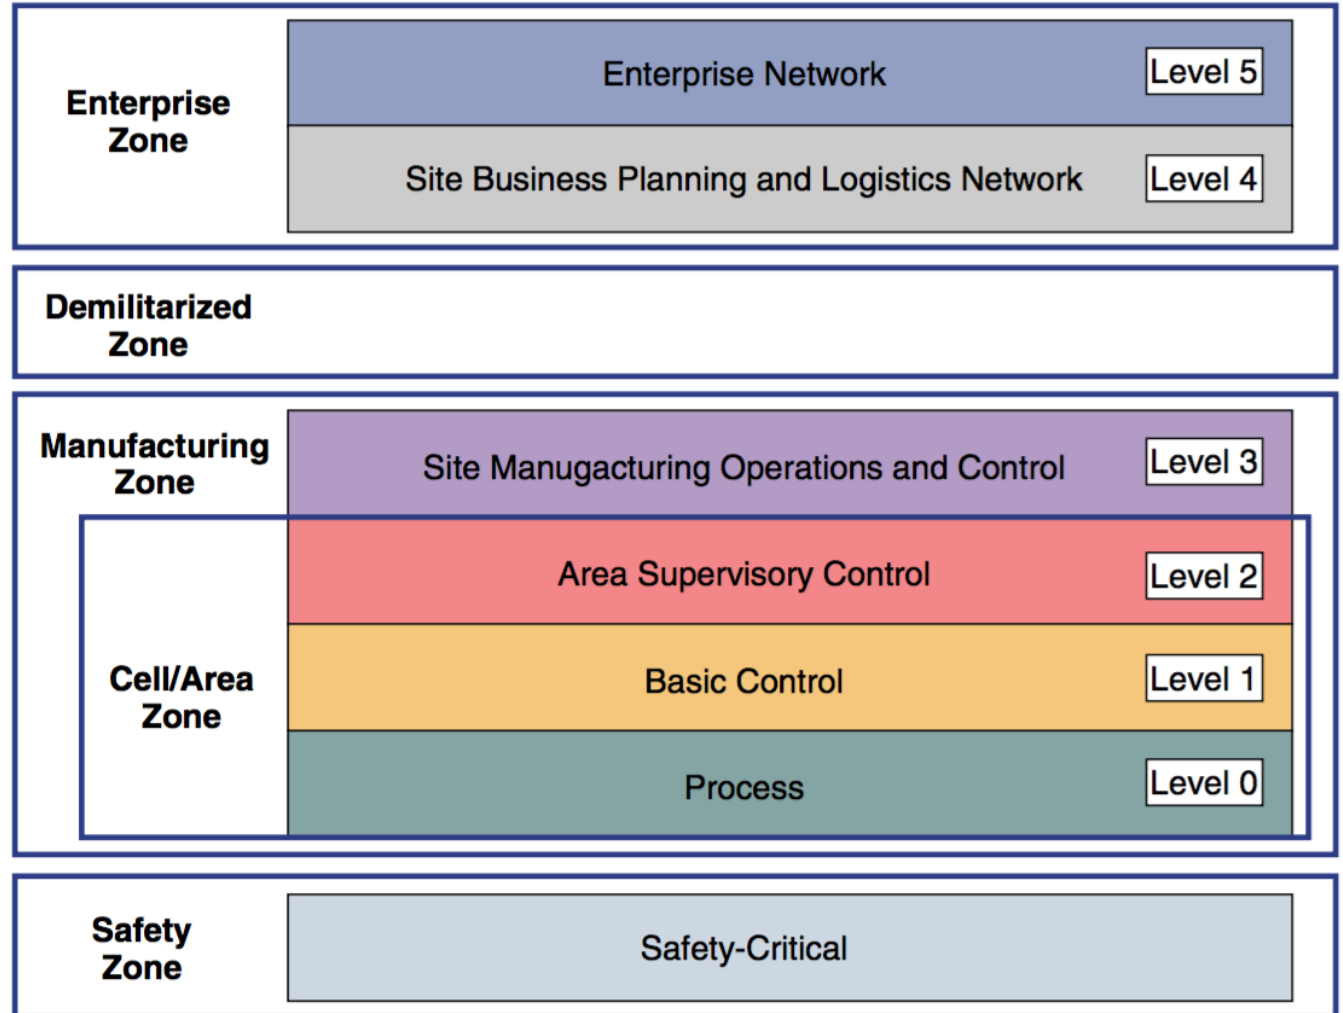 Enterprise
Zone
Enterprise Network
Level 5
Site Business Planning and Logistics Network
Level 4
Demilitarized
Zone
Manufacturing
Zone
Site Manugacturing Operations and Control
Level 3
Cell/Area
Zone
Area Supervisory Control
Level 2
Basic Control
Level 1
Process
Level 0
Safety
Zone
Safety-Critical